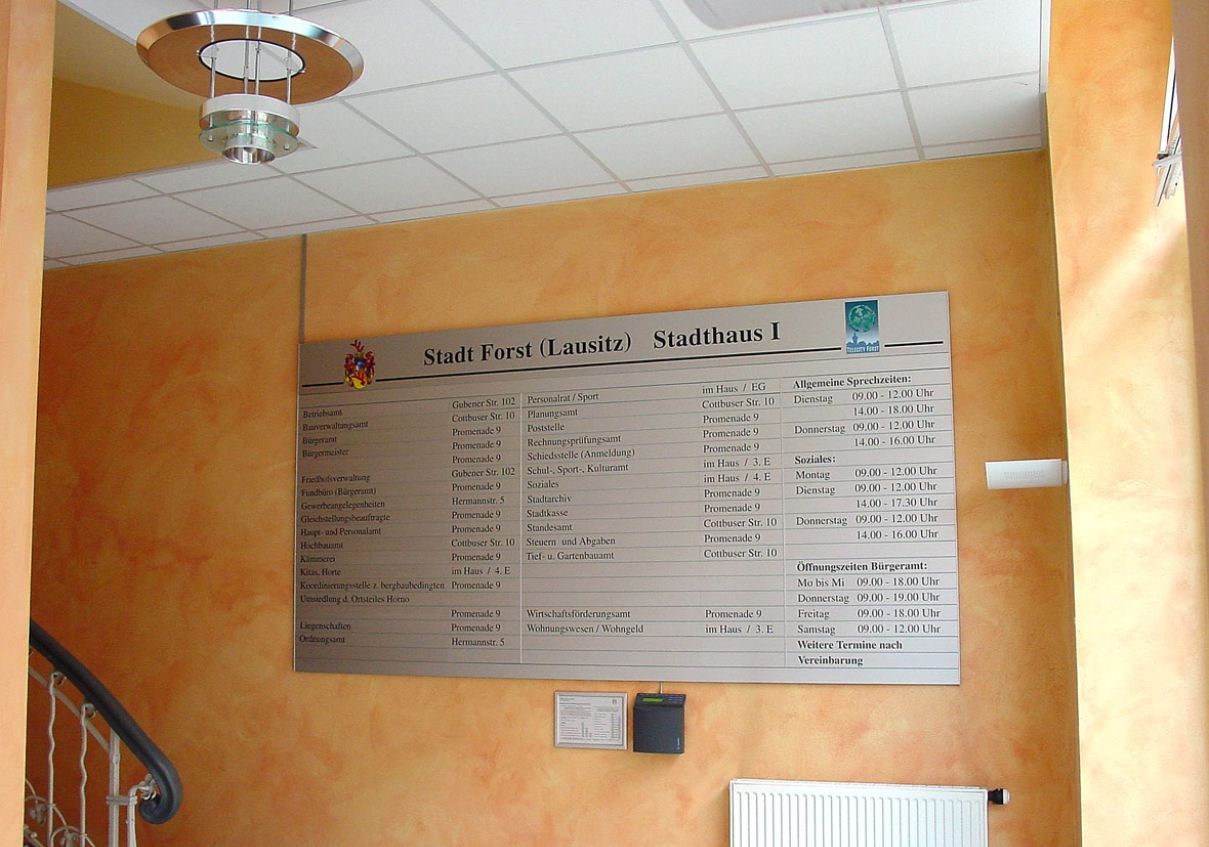 Stadt Forst (Lausitz) Stadthaus I
TELECITY FORST
Betriebsamt Gubener Str. 102
Bauverwaltungsamt Cottbuser Str. 10
Bürgeramt Promenade 9
Bürgermeister Promenade 9
Promenade 9
Friedhofsverwaltung Gubener Str. 102
Fundbüro (Bürgeramt) Promenade 9
Gewerbeangelegenheiten Hermannstr. 5
Gleichstellungsbeauftragte Promenade 9
Haupt- und Personalamt Promenade 9
Hochbauamt Cottbuser Str. 10
Kämmerei Promenade 9
Kitas, Horte im Haus / 4. E
Koordinierungsstelle z. bergbaubedingten Promenade 9
Umsiedlung d. Ortsteiles Horno
Promenade 9
Liegenschaften Promenade 9
Ordnungsamt Hermannstr. 5
Personalrat / Sport im Haus / EG
Planungsamt Cottbuser Str. 10
Poststelle Promenade 9
Rechnungsprüfungsamt Promenade 9
Schiedsstelle (Anmeldung) Promenade 9
Schul-, Sport-, Kulturamt im Haus / 3. E
Soziales im Haus / 4. E
Stadtarchiv Promenade 9
Stadtkasse Promenade 9
Standesamt Cottbuser Str. 10
Steuern und Abgaben Promenade 9
Tief- u. Gartenbauamt Cottbuser Str. 10
Wirtschaftsförderungsamt Promenade 9
Wohnungswesen / Wohngeld im Haus / 3. E
Allgemeine Sprechzeiten:
Dienstag 09.00 - 12.00 Uhr
14.00 - 18.00 Uhr
Donnerstag 09.00 - 12.00 Uhr
14.00 - 16.00 Uhr
Soziales:
Montag 09.00 - 12.00 Uhr
Dienstag 09.00 - 12.00 Uhr
14.00 - 17.30 Uhr
Donnerstag 09.00 - 12.00 Uhr
14.00 - 16.00 Uhr
Öffnungszeiten Bürgeramt:
Mo bis Mi 09.00 - 18.00 Uhr
Donnerstag 09.00 - 19.00 Uhr
Freitag 09.00 - 18.00 Uhr
Samstag 09.00 - 12.00 Uhr
Weitere Termine nach
Vereinbarung